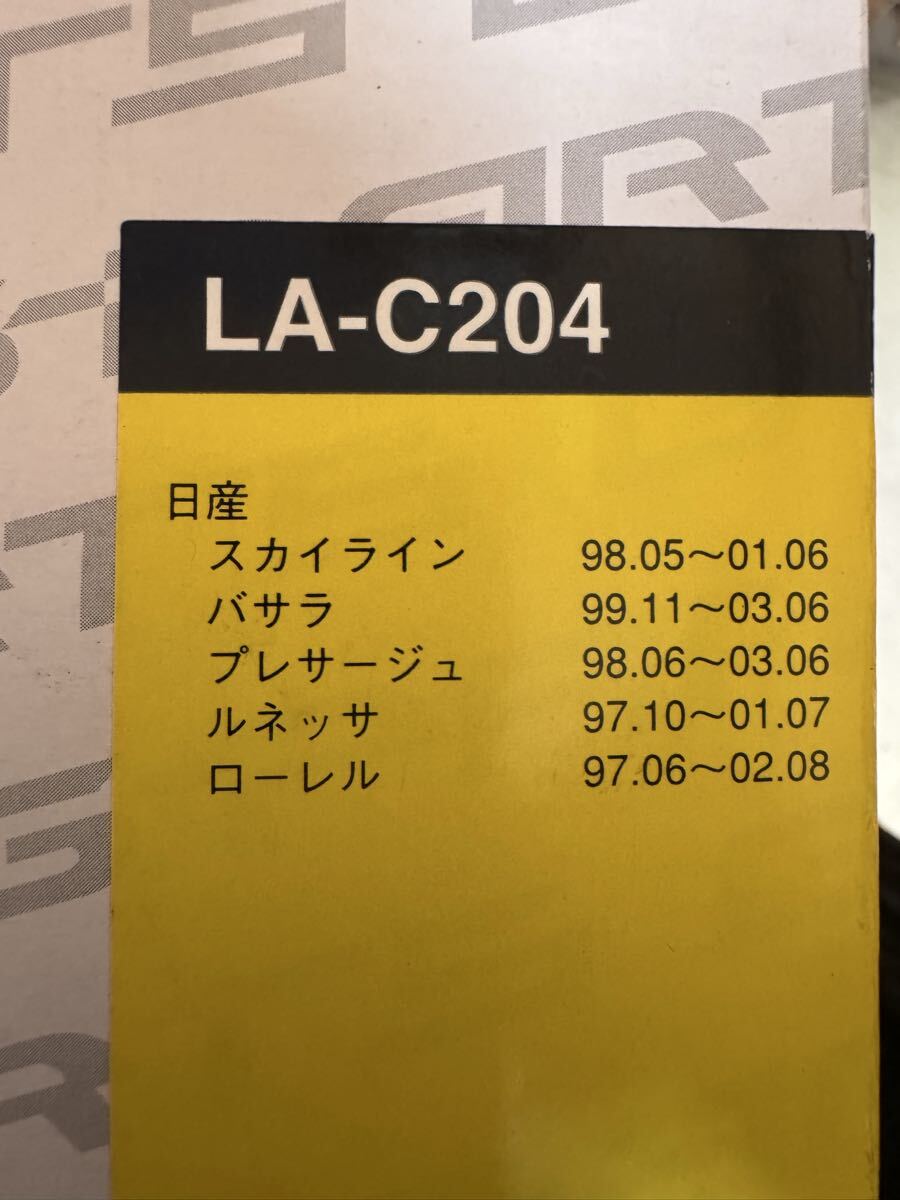 LA-C204
日産
スカイライン 98.05〜01.06
バサラ 99.11〜03.06
プレサージュ 98.06〜03.06
ルネッサ 97.10〜01.07
ローレル 97.06〜02.08